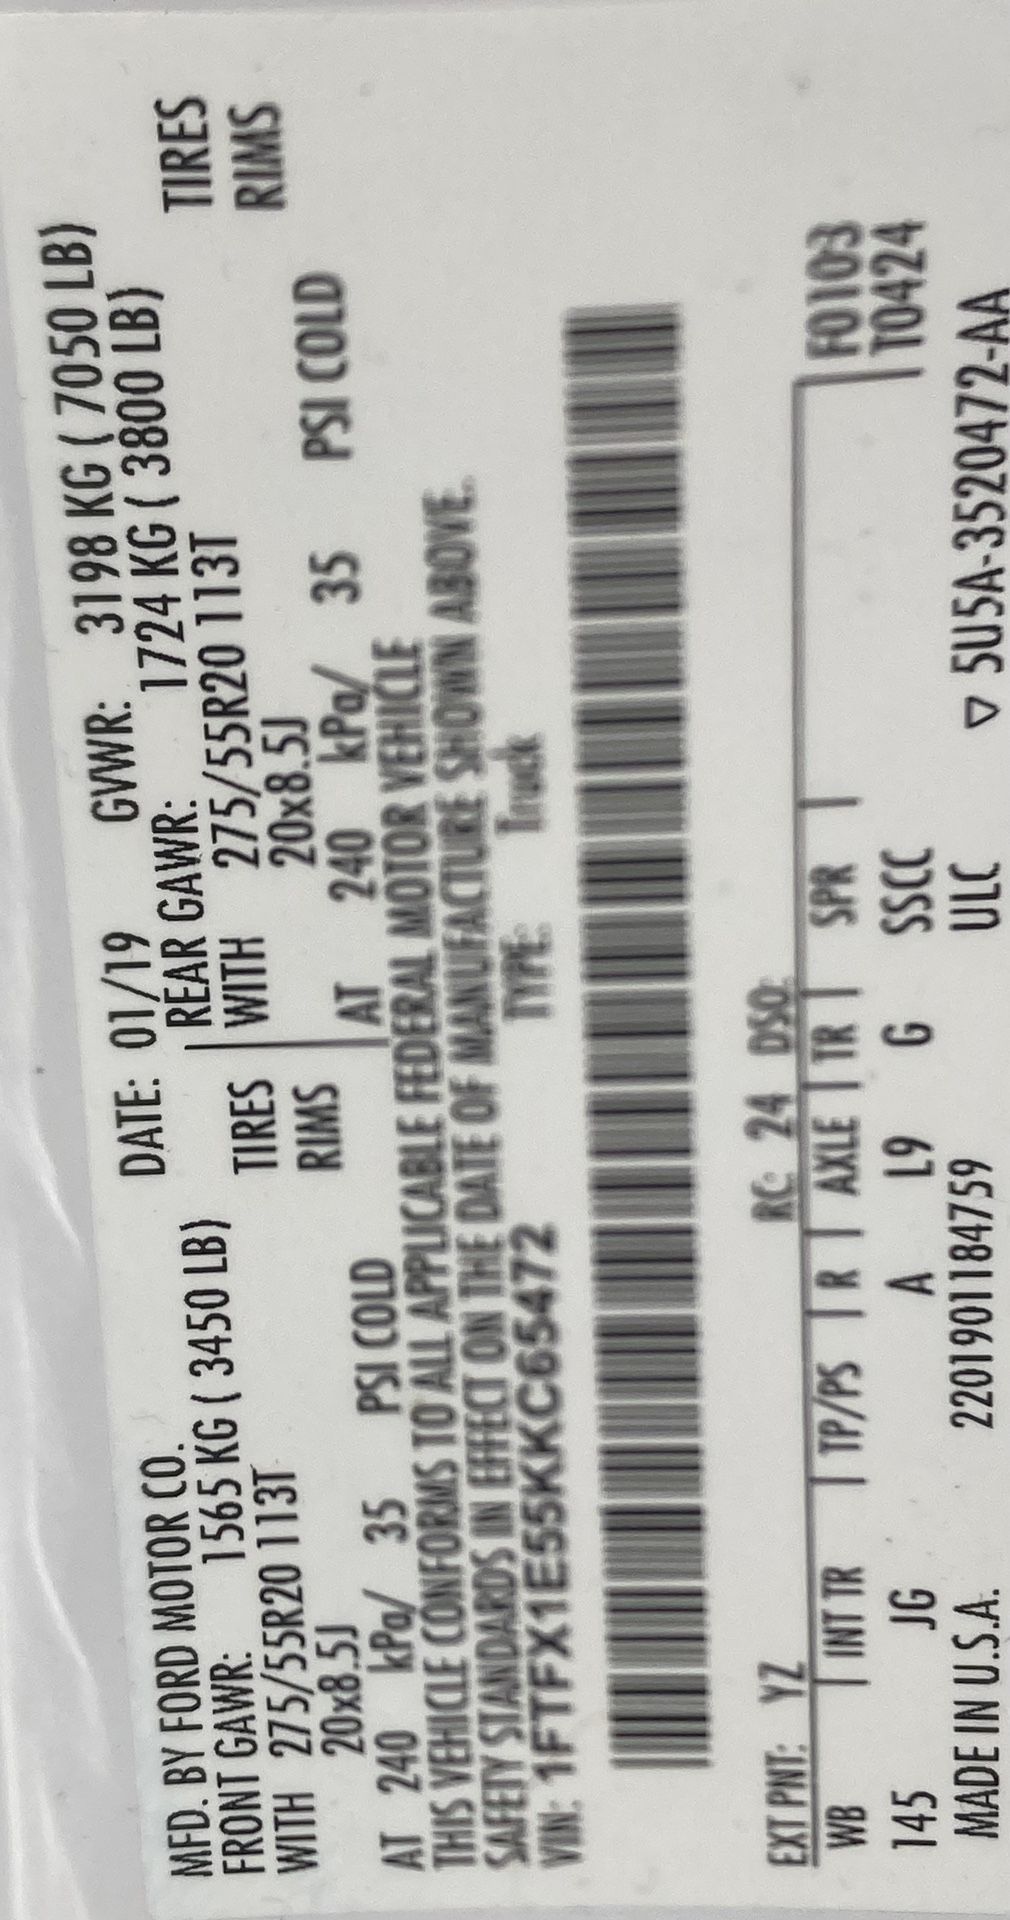 MFD. BY FORD MOTOR CO. DATE: 01/19 GVWR: 3198 KG ( 7050 LB)
FRONT GAWR: 1565 KG ( 3450 LB) REAR GAWR: 1724 KG ( 3800 LB)
WITH 275/55R20 113T TIRES WITH 275/55R20 113T TIRES
20x8.5J RIMS 20x8.5J RIMS
AT 240 kPa/ 35 PSI COLD AT 240 kPa/ 35 PSI COLD
THIS VEHICLE CONFORMS TO ALL APPLICABLE FEDERAL MOTOR VEHICLE
SAFETY STANDARDS IN EFFECT ON THE DATE OF MANUFACTURE SHOWN ABOVE.
VIN: 1FTFX1E55KKC65472 TYPE: Truck
EXT PNT: YZ RC: 24 DSO:
WB INT TR TP/PS R AXLE TR SPR F0103
145 JG A L9 G SSCC T0424
MADE IN U.S.A. 2201901184759 ULC ▽ 5U5A-3520472-AA